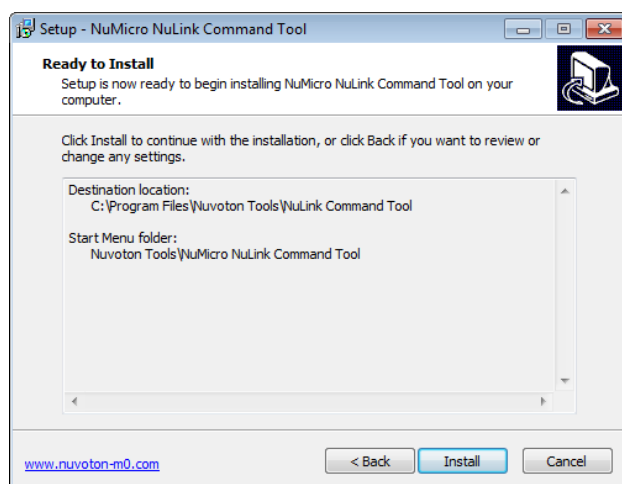 Setup - NuMicro NuLink Command Tool
Ready to Install
Setup is now ready to begin installing NuMicro NuLink Command Tool on your
computer.
Click Install to continue with the installation, or click Back if you want to review or
change any settings.
Destination location:
C:\Program Files\Nuvoton Tools\NuLink Command Tool
Start Menu folder:
Nuvoton Tools\NuMicro NuLink Command Tool
www.nuvoton-m0.com
< Back
Install
Cancel